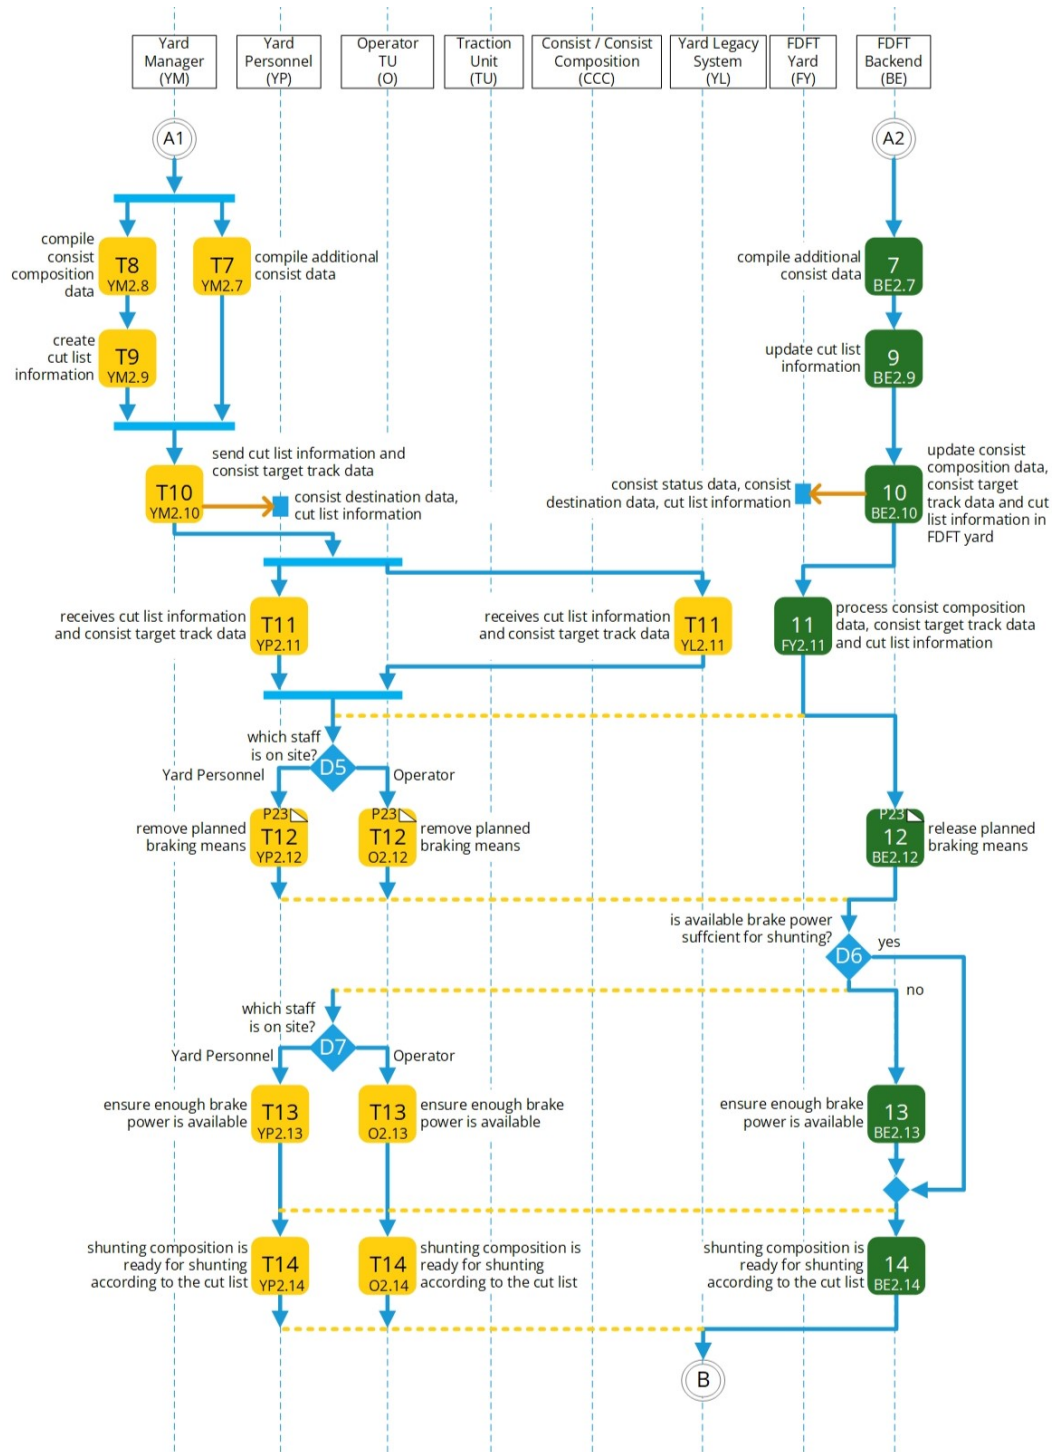 Yard
Manager
(YM)
Yard
Personnel
(YP)
Operator
TU
(O)
Traction
Unit
(TU)
Consist / Consist
Composition
(CCC)
Yard Legacy
System
(YL)
FDFT
Yard
(FY)
FDFT
Backend
(BE)
A1
A2
compile
consist
composition
data
T8
YM2.8
T7
YM2.7
compile additional
consist data
compile additional
consist data
7
BE2.7
create
cut list
information
T9
YM2.9
update cut list
information
9
BE2.9
send cut list information and
consist target track data
T10
YM2.10
consist destination data,
cut list information
consist status data, consist
destination data, cut list information
10
BE2.10
update consist
composition data,
consist target
track data and cut
list information in
FDFT yard
receives cut list information
and consist target track data
T11
YP2.11
receives cut list information
and consist target track data
T11
YL2.11
11
FY2.11
process consist composition
data, consist target track data
and cut list information
which staff
is on site?
D5
Yard Personnel
Operator
remove planned
braking means
P23
T12
YP2.12
P23
T12
O2.12
remove planned
braking means
P23
12
BE2.12
release planned
braking means
is available brake power
suffcient for shunting?
D6
yes
no
which staff
is on site?
D7
Yard Personnel
Operator
ensure enough brake
power is available
T13
YP2.13
T13
O2.13
ensure enough brake
power is available
ensure enough brake
power is available
13
BE2.13
shunting composition is
ready for shunting
according to the cut list
T14
YP2.14
T14
O2.14
shunting composition is
ready for shunting
according to the cut list
shunting composition is
ready for shunting
according to the cut list
14
BE2.14
B